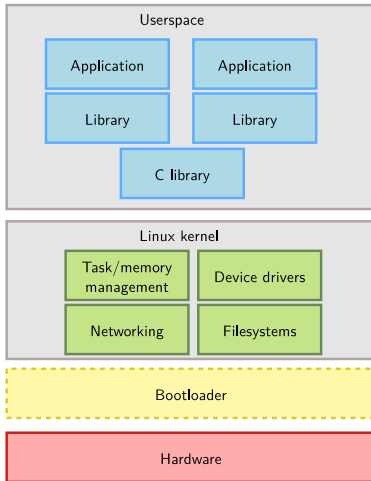 Userspace
Application
Application
Library
Library
C library
Linux kernel
Task/memory
management
Device drivers
Networking
Filesystems
Bootloader
Hardware